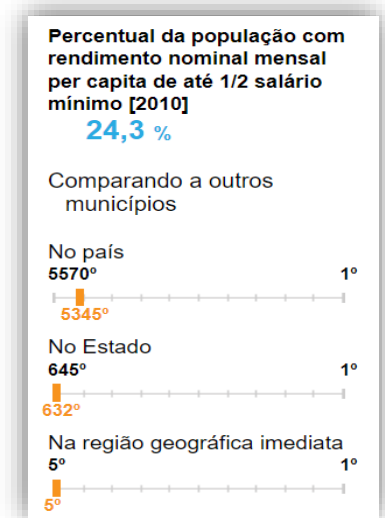 Percentual da população com
rendimento nominal mensal
per capita de até 1/2 salário
mínimo [2010]
24,3 %
Comparando a outros
municípios
No país
5570º 1º
5345º
No Estado
645º 1º
632º
Na região geográfica imediata
5º 1º
5º